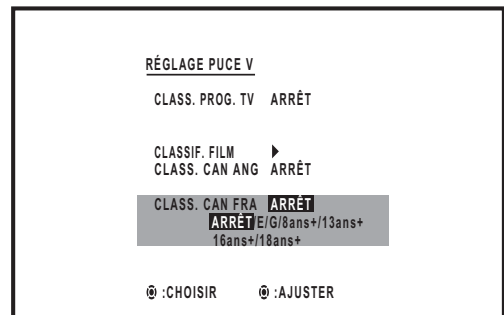 RÉGLAGE PUCE V
CLASS. PROG. TV ARRÊT
CLASSIF. FILM
CLASS. CAN ANG ARRÊT
CLASS. CAN FRA ARRÊT
ARRÊT/E/G/8ans+/13ans+
16ans+/18ans+
:CHOISIR :AJUSTER